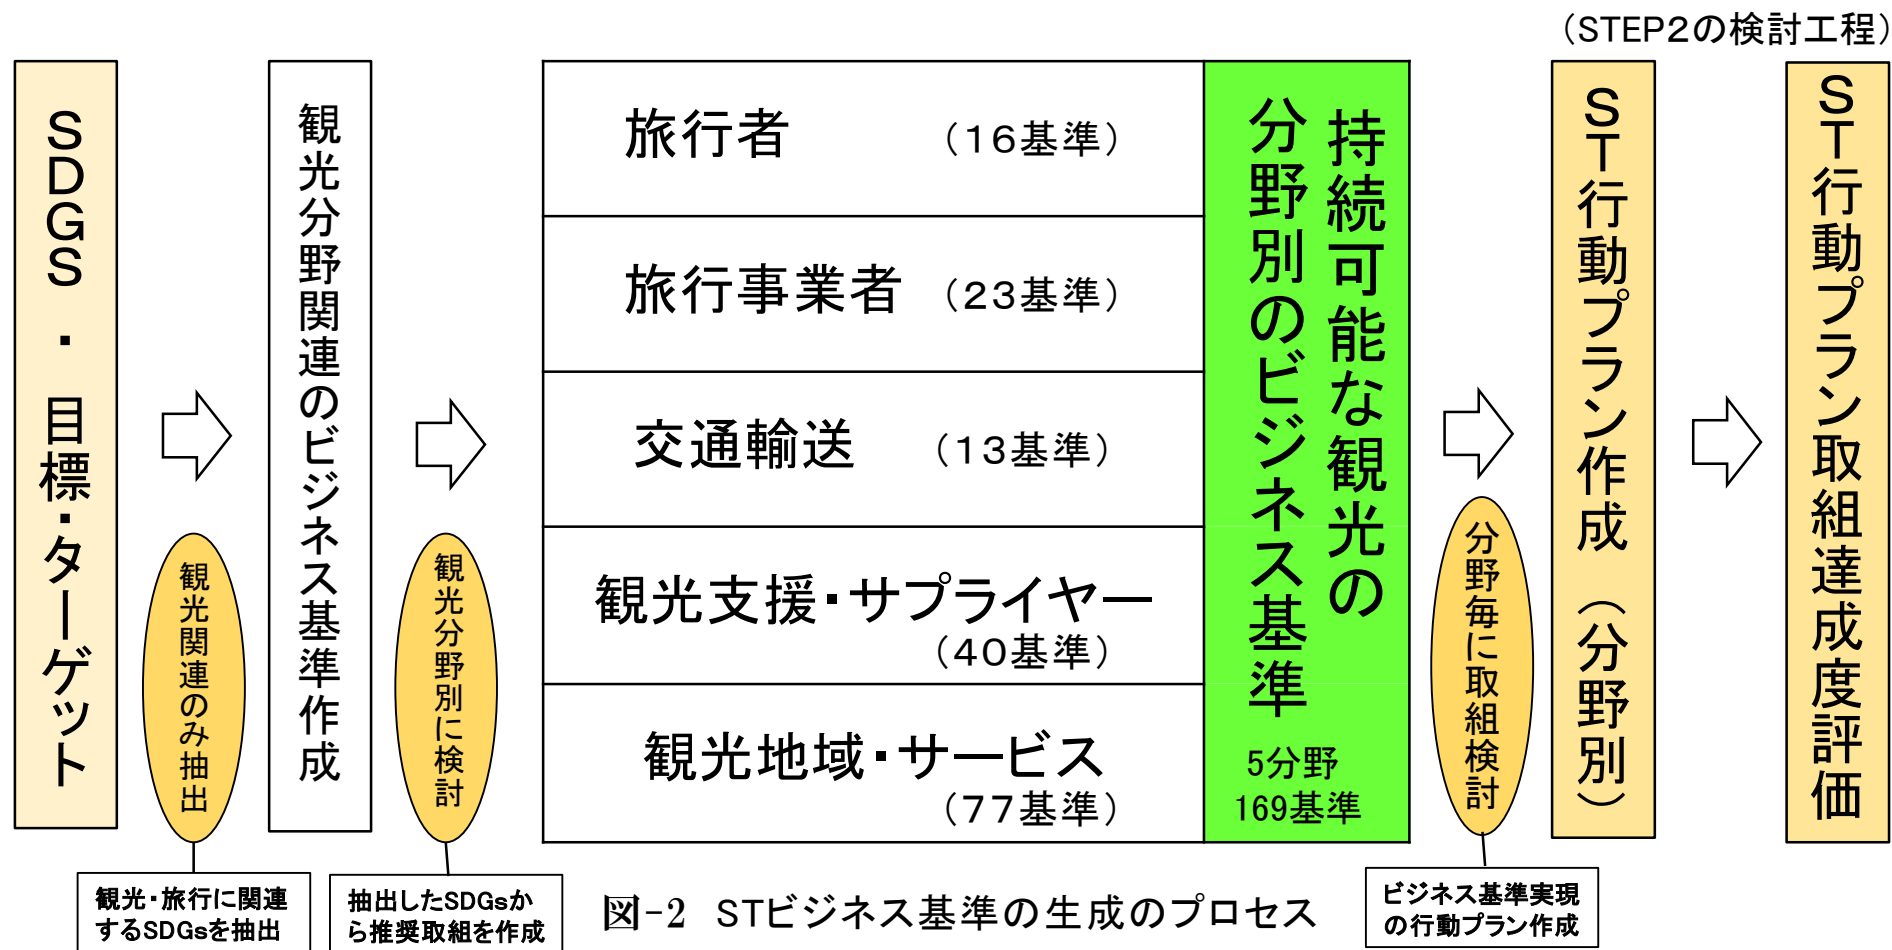 （STEP２の検討工程）
ＳＤＧＳ・目標・ターゲット
観光関連のみ抽出
観光・旅行に関連
するSDGsを抽出
観光分野関連のビジネス基準作成
観光分野別に検討
抽出したSDGsか
ら推奨取組を作成
旅行者　（１６基準）
旅行事業者　（２３基準）
交通輸送　（１３基準）
観光支援・サプライヤー
（４０基準）
観光地域・サービス
（７７基準）
持続可能な観光の
分野別のビジネス基準
5分野
169基準
分野毎に取組検討
ビジネス基準実現
の行動プラン作成
ＳＴ行動プラン作成（分野別）
ＳＴ行動プラン取組達成度評価
図-2　STビジネス基準の生成のプロセス